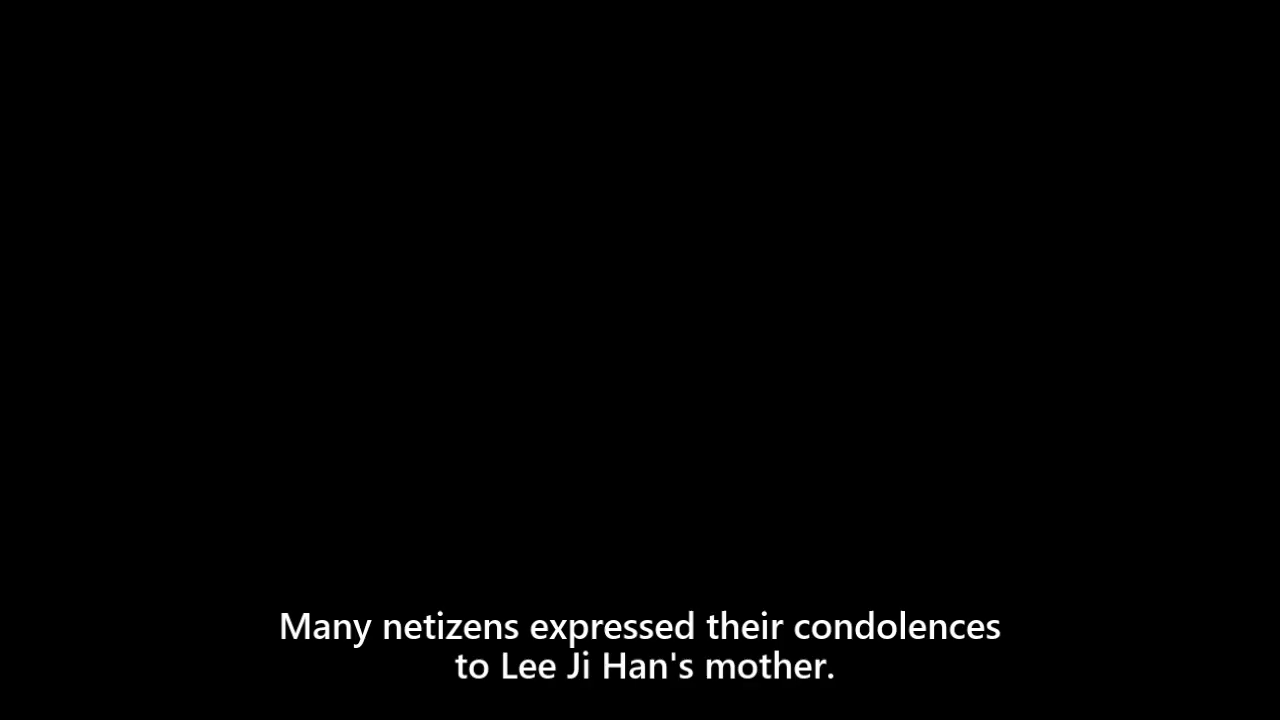 Many netizens expressed their condolences
to Lee Ji Han's mother.